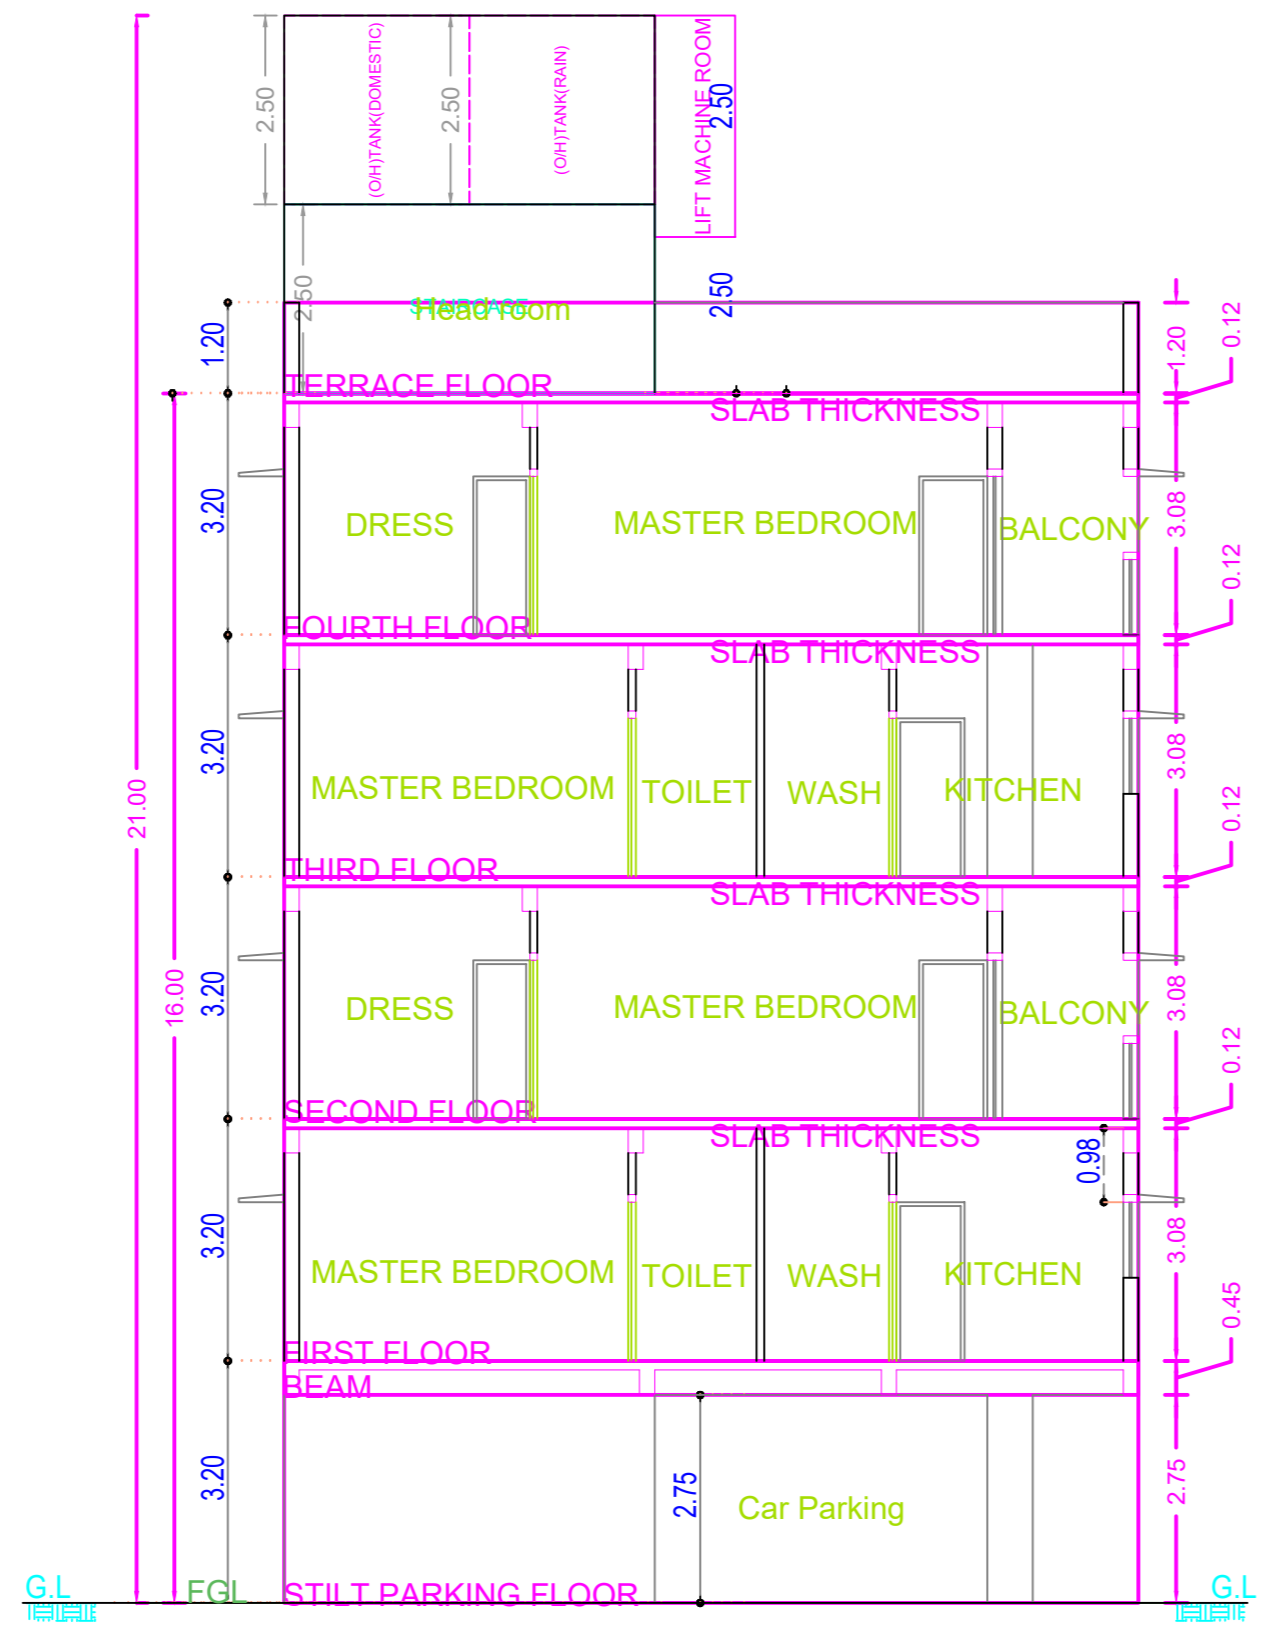 (O/H)TANK(DOMESTIC)
(O/H)TANK(RAIN)
LIFT MACHINE ROOM
2.50
2.50
2.50
2.50
2.50
STAIRCASE
Head room
1.20
1.20
0.12
TERRACE FLOOR
SLAB THICKNESS
3.20
DRESS
MASTER BEDROOM
BALCONY
3.08
0.12
FOURTH FLOOR
SLAB THICKNESS
3.20
MASTER BEDROOM
TOILET
WASH
KITCHEN
3.08
0.12
21.00
THIRD FLOOR
SLAB THICKNESS
16.00
3.20
DRESS
MASTER BEDROOM
BALCONY
3.08
0.12
SECOND FLOOR
SLAB THICKNESS
0.98
3.20
MASTER BEDROOM
TOILET
WASH
KITCHEN
3.08
0.45
FIRST FLOOR
BEAM
3.20
2.75
Car Parking
2.75
G.L
FGL
STILT PARKING FLOOR
G.L